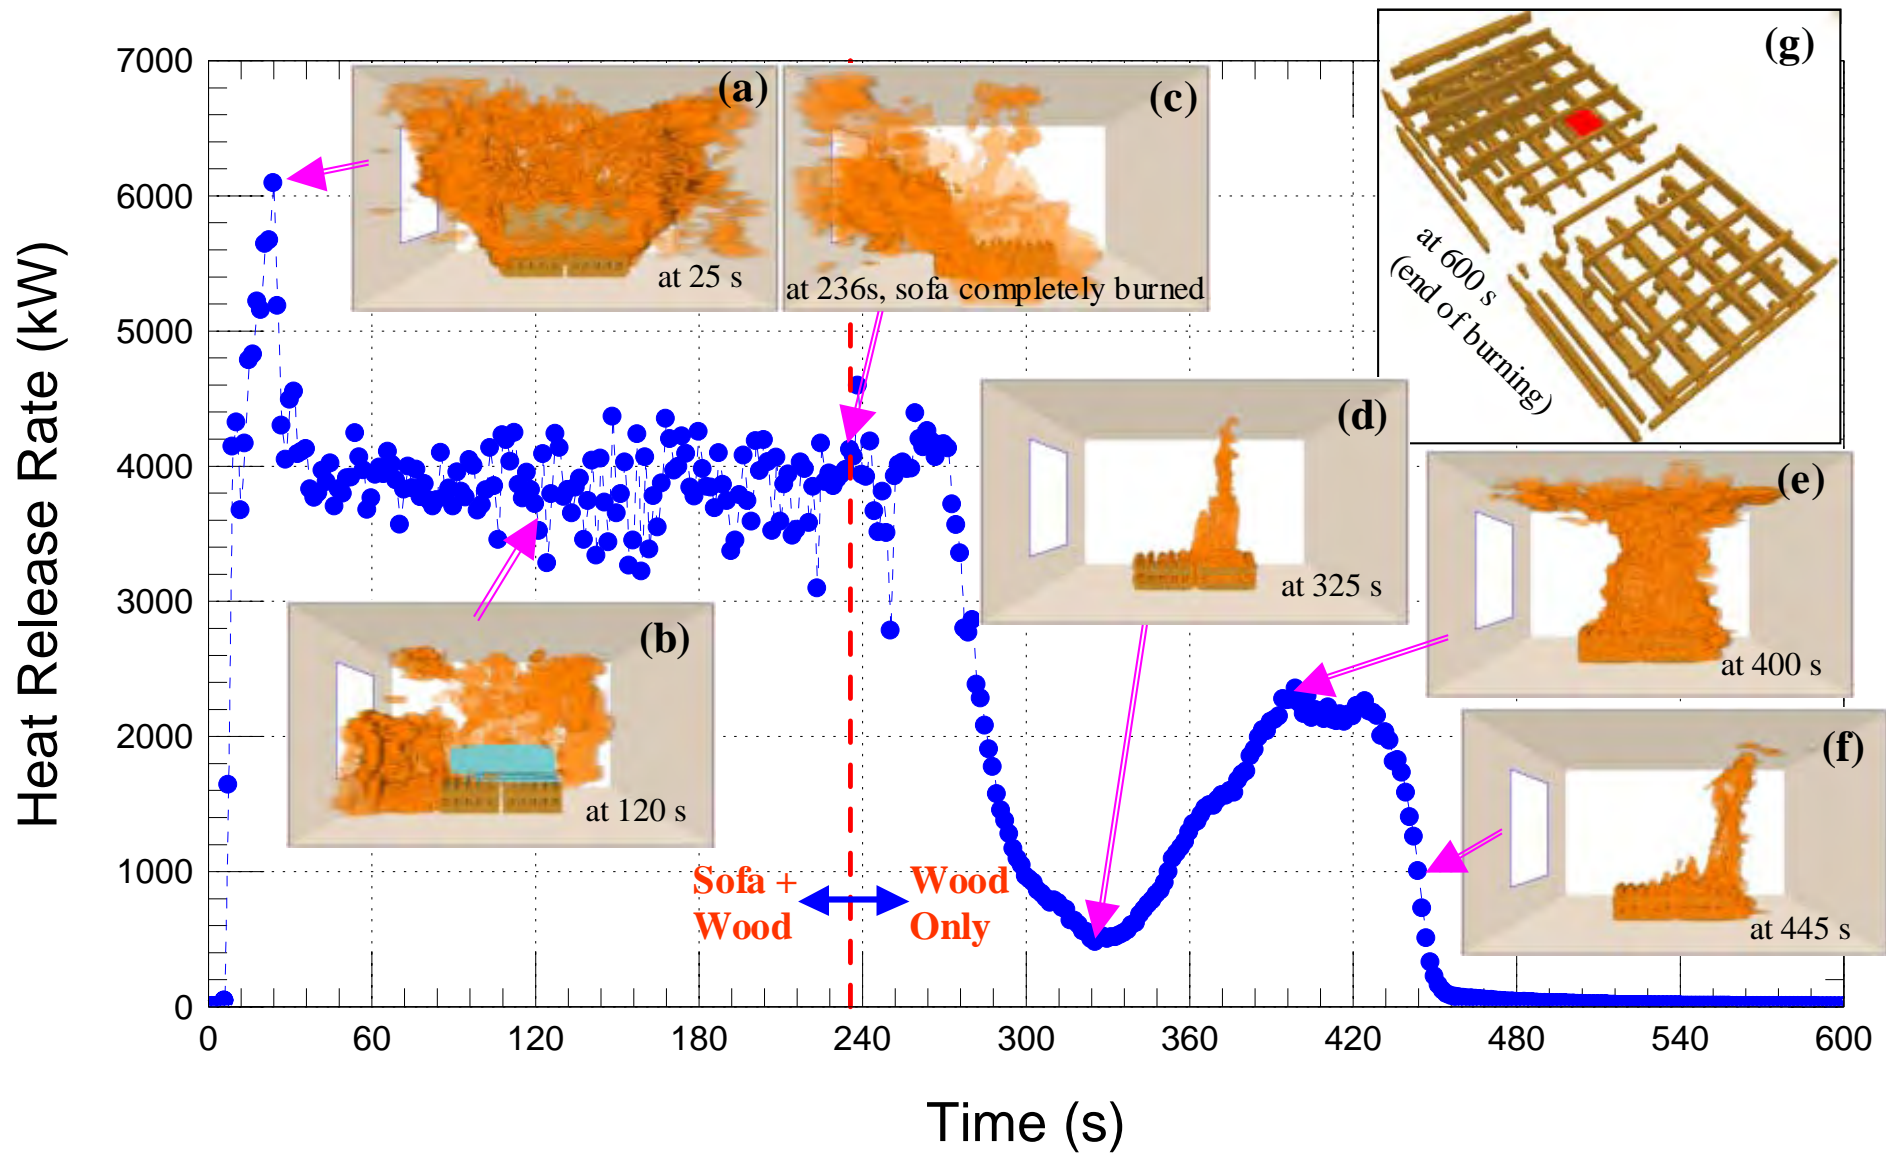 Heat Release Rate (kW)
7000
6000
5000
4000
3000
2000
1000
0
(a)
at 25 s
(c)
at 236s, sofa completely burned
(g)
at 600 s
(end of burning)
(d)
at 325 s
(e)
at 400 s
(b)
at 120 s
(f)
at 445 s
Sofa +
Wood
Wood
Only
0 60 120 180 240 300 360 420 480 540 600
Time (s)